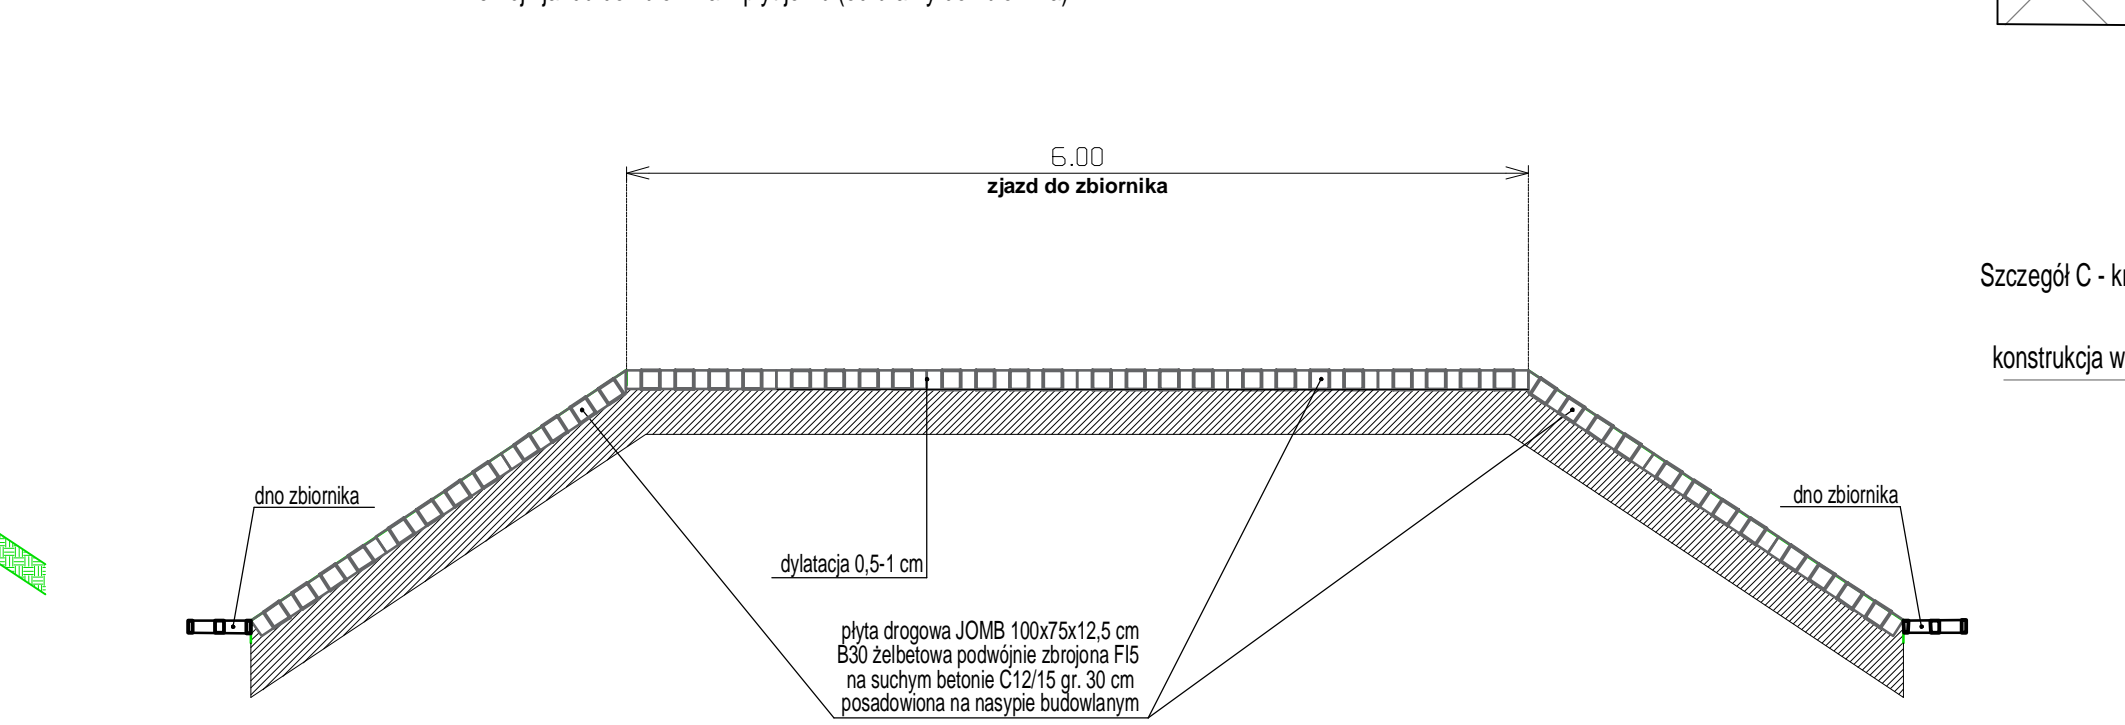 6.00
zjazd do zbiornika
Szczegół C -
konstrukcja
dno zbiornika
dno zbiornika
dylatacja 0,5-1 cm
płyta drogowa JOMB 100x75x12,5 cm
B30 żelbetowa podwójnie zbrojona FI5
na suchym betonie C12/15 gr. 30 cm
posadowiona na nasypie budowlanym